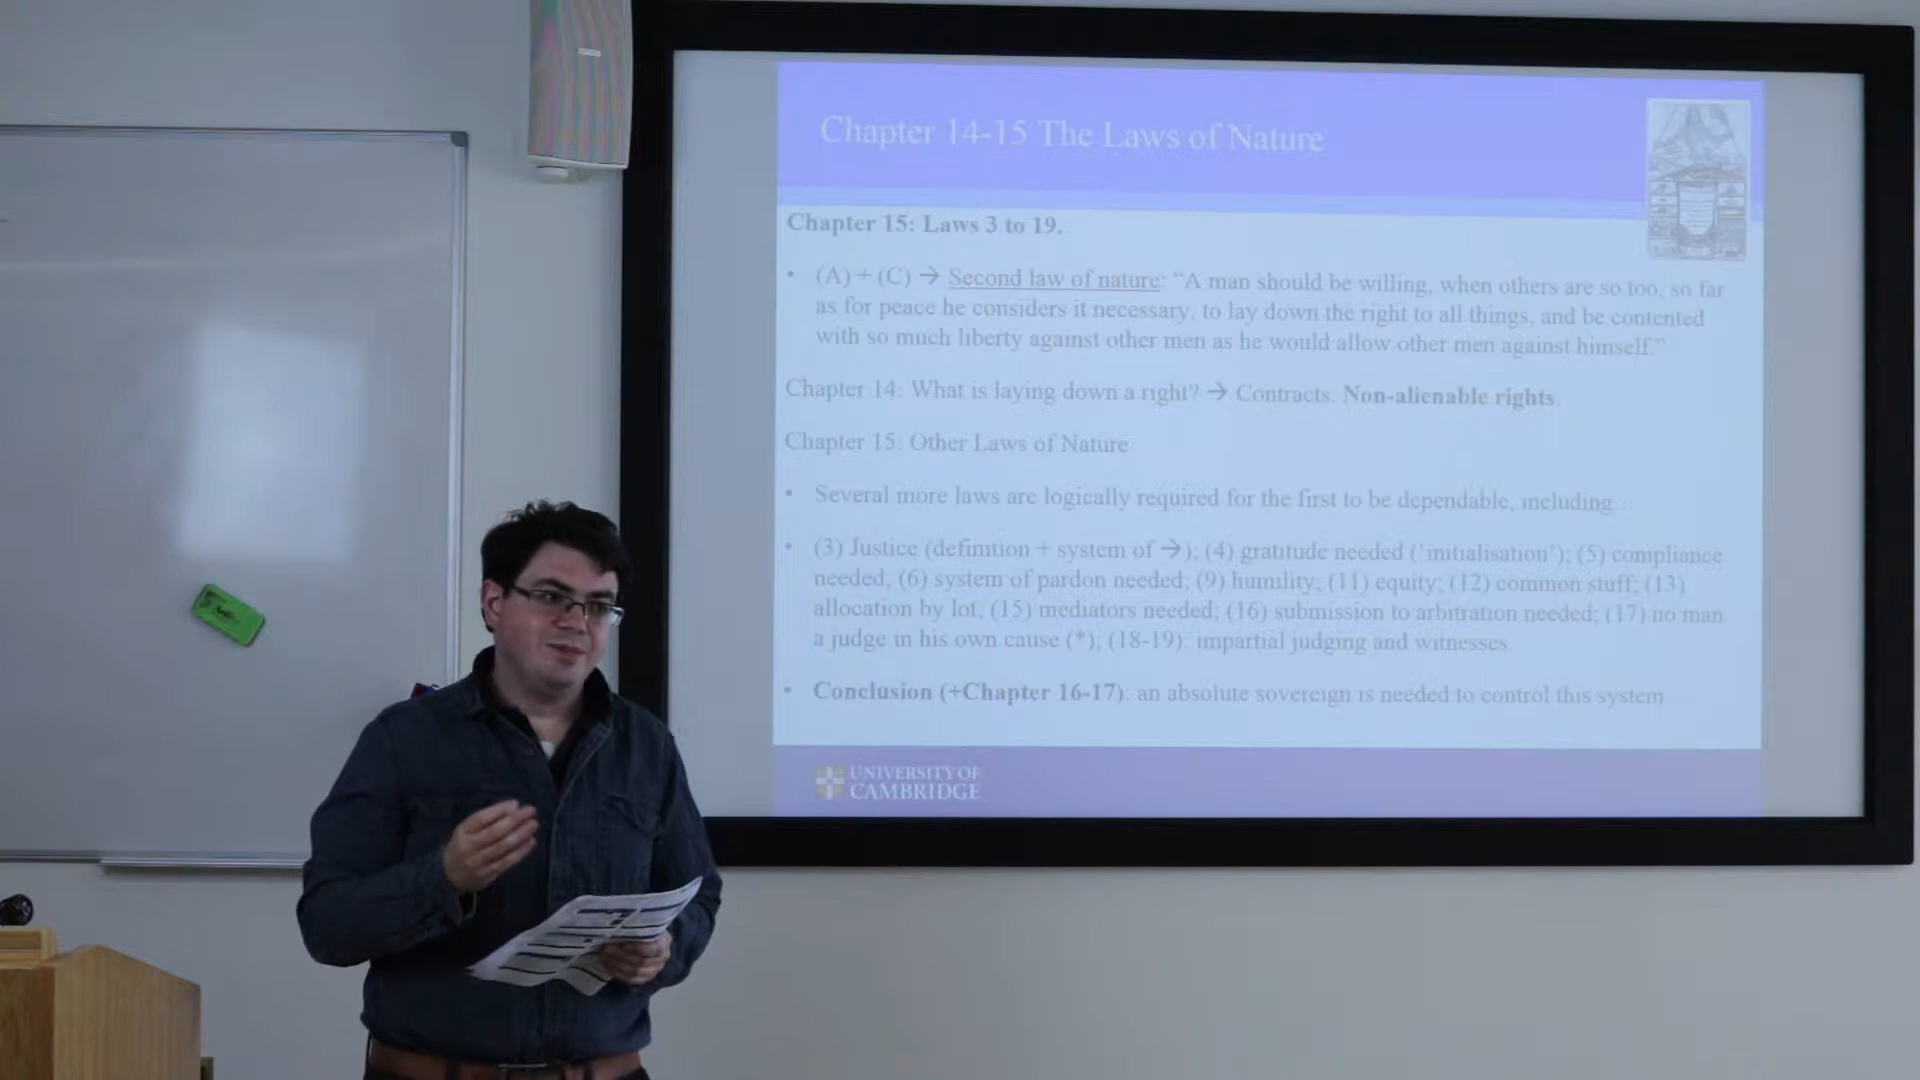 Chapter 14-15 The Laws of Nature
Chapter 15: Laws 3 to 19.
• (A) + (C) → Second law of nature: “A man should be willing, when others are so too, so far
as for peace he considers it necessary, to lay down the right to all things, and be contented
with so much liberty against other men as he would allow other men against himself.”
Chapter 14: What is laying down a right? → Contracts. Non-alienable rights.
Chapter 15: Other Laws of Nature
• Several more laws are logically required for the first to be dependable, including…
• (3) Justice (definition + system of →); (4) gratitude needed (‘initialisation’); (5) compliance
needed; (6) system of pardon needed; (9) humility; (11) equity; (12) common stuff; (13)
allocation by lot; (15) mediators needed; (16) submission to arbitration needed; (17) no man
a judge in his own cause (*); (18-19): impartial judging and witnesses.
• Conclusion (+Chapter 16-17): an absolute sovereign is needed to control this system
UNIVERSITY OF
CAMBRIDGE